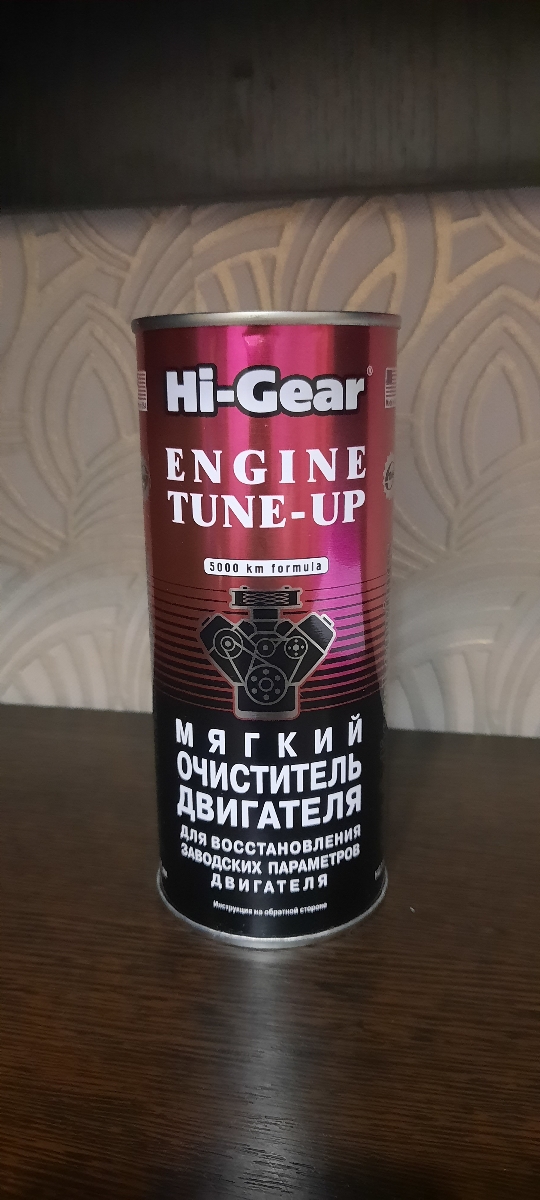 Hi-Gear®
ENGINE
TUNE-UP
5000 km formula
МЯГКИЙ
ОЧИСТИТЕЛЬ
ДВИГАТЕЛЯ
ДЛЯ ВОССТАНОВЛЕНИЯ
ЗАВОДСКИХ ПАРАМЕТРОВ
ДВИГАТЕЛЯ
Инструкция на обратной стороне